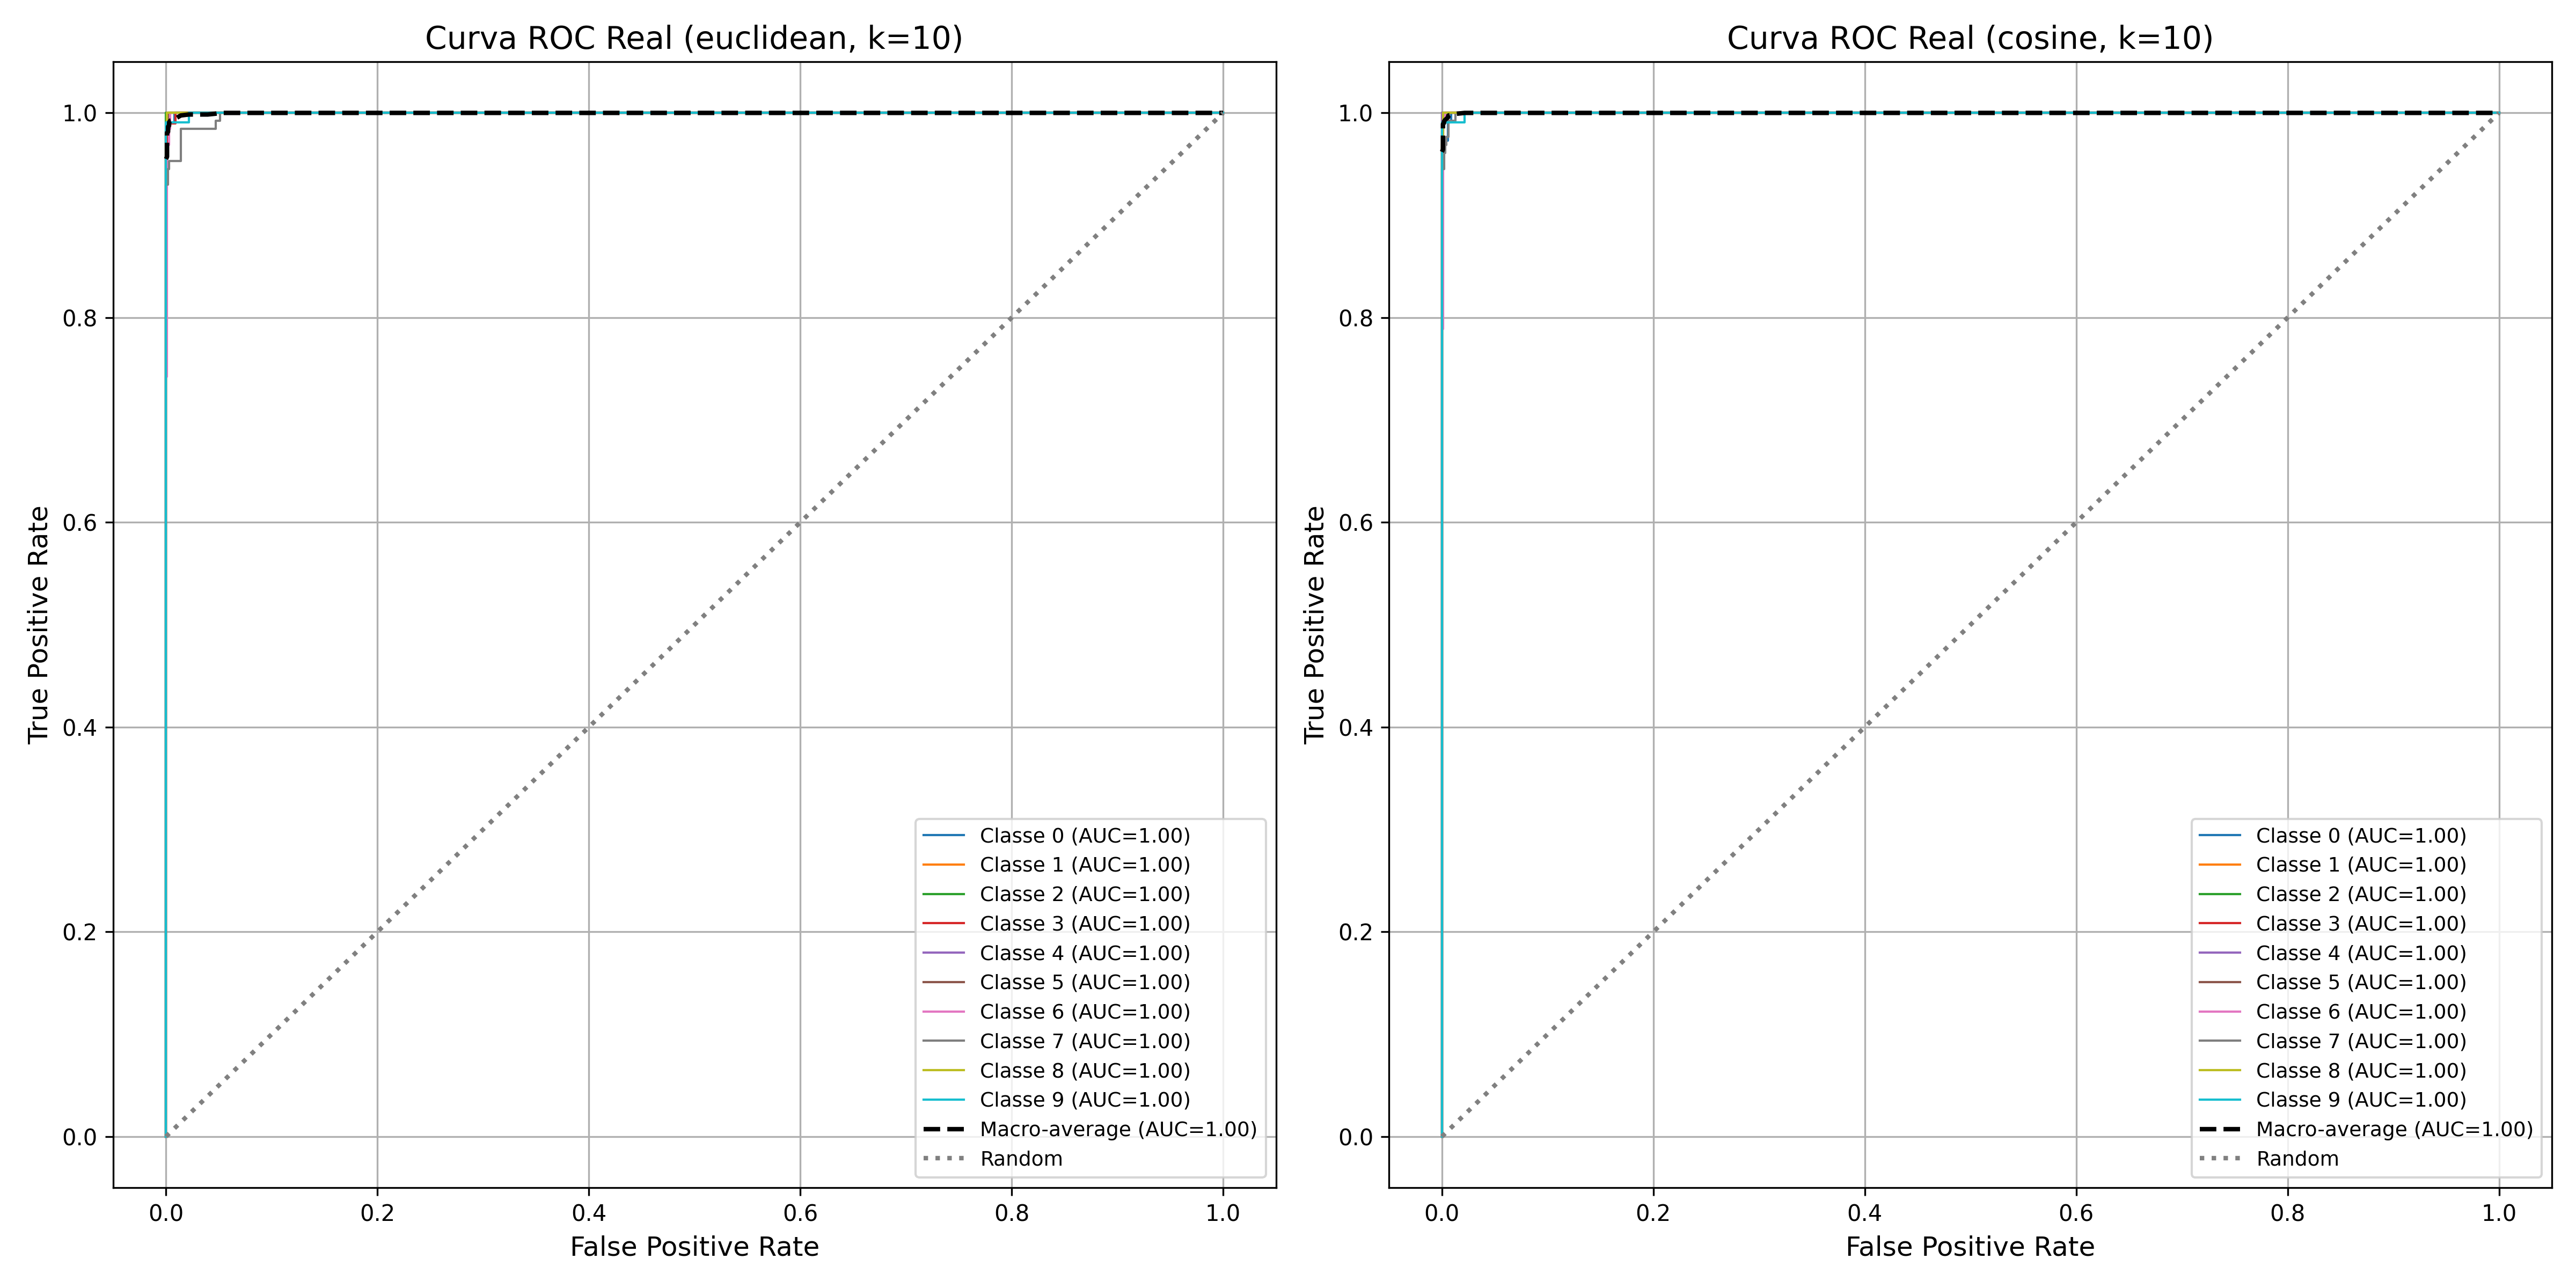 Curva ROC Real (euclidean, k=10)
True Positive Rate
1.0
0.8
0.6
0.4
0.2
0.0
Classe 0 (AUC=1.00)
Classe 1 (AUC=1.00)
Classe 2 (AUC=1.00)
Classe 3 (AUC=1.00)
Classe 4 (AUC=1.00)
Classe 5 (AUC=1.00)
Classe 6 (AUC=1.00)
Classe 7 (AUC=1.00)
Classe 8 (AUC=1.00)
Classe 9 (AUC=1.00)
Macro-average (AUC=1.00)
Random
0.0 0.2 0.4 0.6 0.8 1.0
False Positive Rate
Curva ROC Real (cosine, k=10)
True Positive Rate
1.0
0.8
0.6
0.4
0.2
0.0
Classe 0 (AUC=1.00)
Classe 1 (AUC=1.00)
Classe 2 (AUC=1.00)
Classe 3 (AUC=1.00)
Classe 4 (AUC=1.00)
Classe 5 (AUC=1.00)
Classe 6 (AUC=1.00)
Classe 7 (AUC=1.00)
Classe 8 (AUC=1.00)
Classe 9 (AUC=1.00)
Macro-average (AUC=1.00)
Random
0.0 0.2 0.4 0.6 0.8 1.0
False Positive Rate